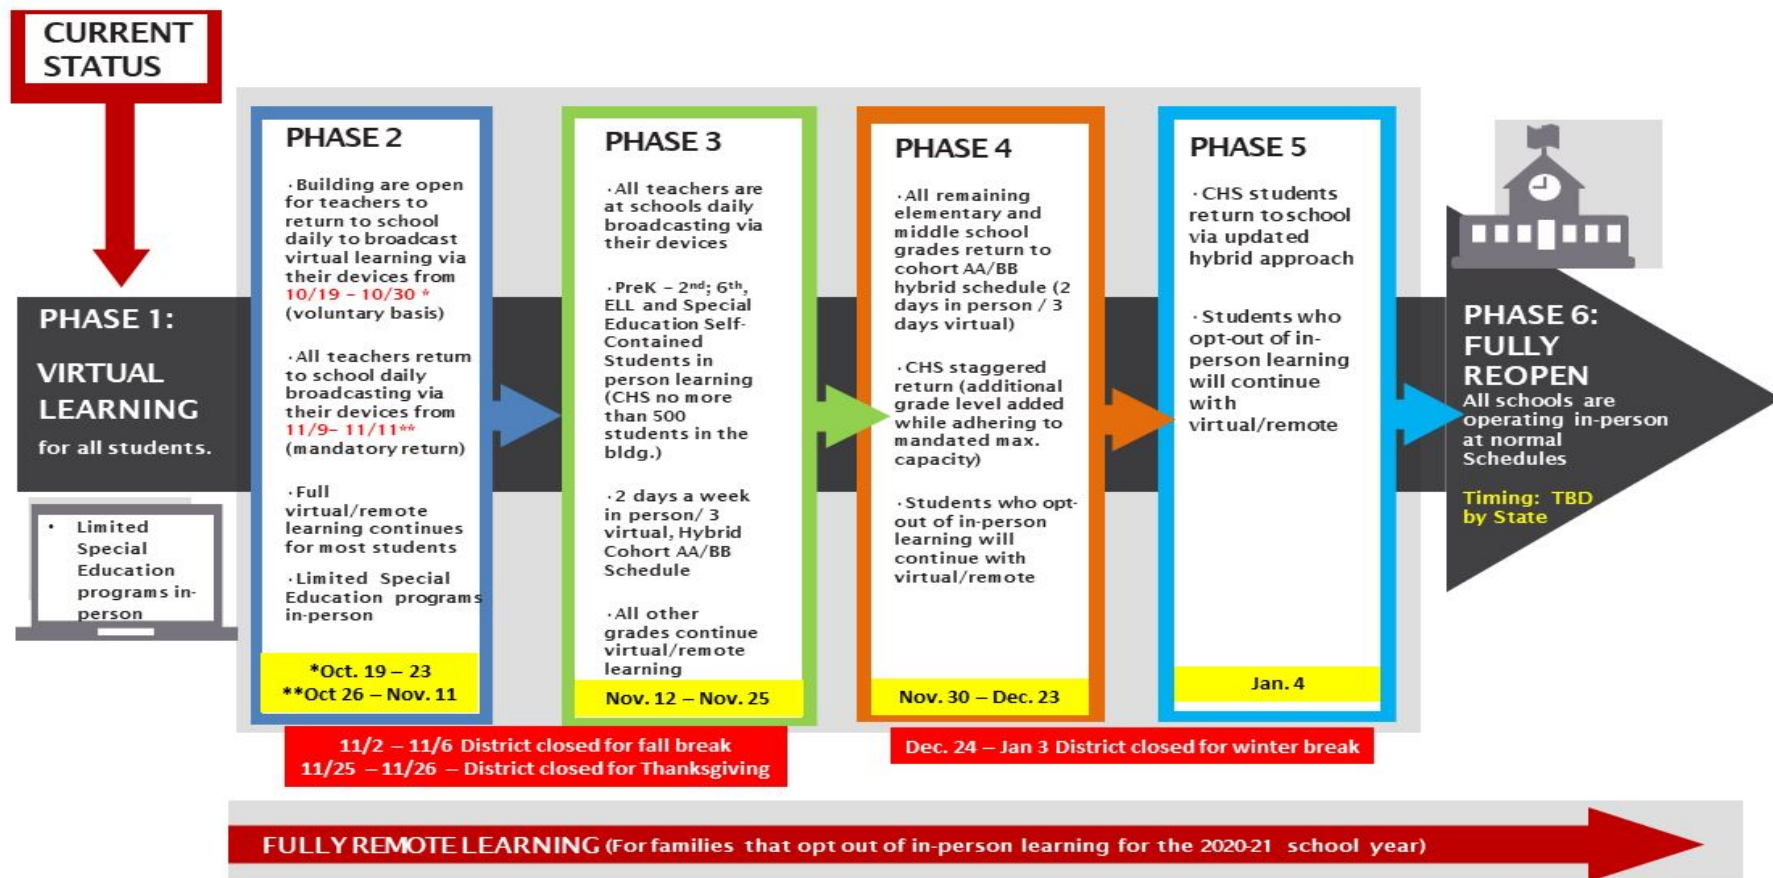 CURRENT
STATUS
PHASE 1:
VIRTUAL
LEARNING
for all students.
• Limited
Special
Education
programs in-
person
PHASE 2
·Building are open
for teachers to
return to school
daily to broadcast
virtual learning via
their devices from
10/19 – 10/30 *
(voluntary basis)
·All teachers return
to school daily
broadcasting via
their devices from
11/9– 11/11**
(mandatory return)
·Full
virtual/remote
learning continues
for most students
·Limited Special
Education programs
in-person
*Oct. 19 – 23
**Oct 26 – Nov. 11
PHASE 3
·All teachers are
at schools daily
broadcasting via
their devices
·PreK – 2nd; 6th,
ELL and Special
Education Self-
Contained
Students in
person learning
(CHS no more
than 500
students in the
bldg.)
·2 days a week
in person/ 3
virtual, Hybrid
Cohort AA/BB
Schedule
·All other
grades continue
virtual/remote
learning
Nov. 12 – Nov. 25
PHASE 4
·All remaining
elementary and
middle school
grades return to
cohort AA/BB
hybrid schedule (2
days in person / 3
days virtual)
·CHS staggered
return (additional
grade level added
while adhering to
mandated max.
capacity)
·Students who opt-
out of in-person
learning will
continue with
virtual/remote
Nov. 30 – Dec. 23
PHASE 5
·CHS students
return to school
via updated
hybrid approach
·Students who
opt-out of in-
person learning
will continue
with
virtual/remote
Jan. 4
PHASE 6:
FULLY
REOPEN
All schools are
operating in-person
at normal
Schedules
Timing: TBD
by State
11/2 – 11/6 District closed for fall break
11/25 – 11/26 – District closed for Thanksgiving
Dec. 24 – Jan 3 District closed for winter break
FULLY REMOTE LEARNING (For families that opt out of in-person learning for the 2020-21 school year)